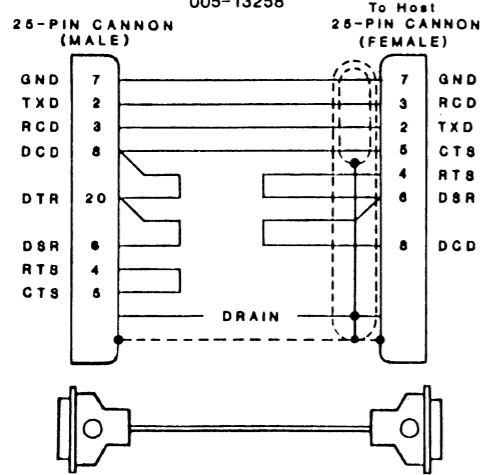 005-13258
To Host
25-PIN CANNON
(MALE)
25-PIN CANNON
(FEMALE)
GND 7 7 GND
TXD 2 3 RCD
RCD 3 2 TXD
DCD 8 5 CTS
4 RTS
DTR 20 6 DSR
DSR 6 8 DCD
RTS 4
CTS 5
DRAIN